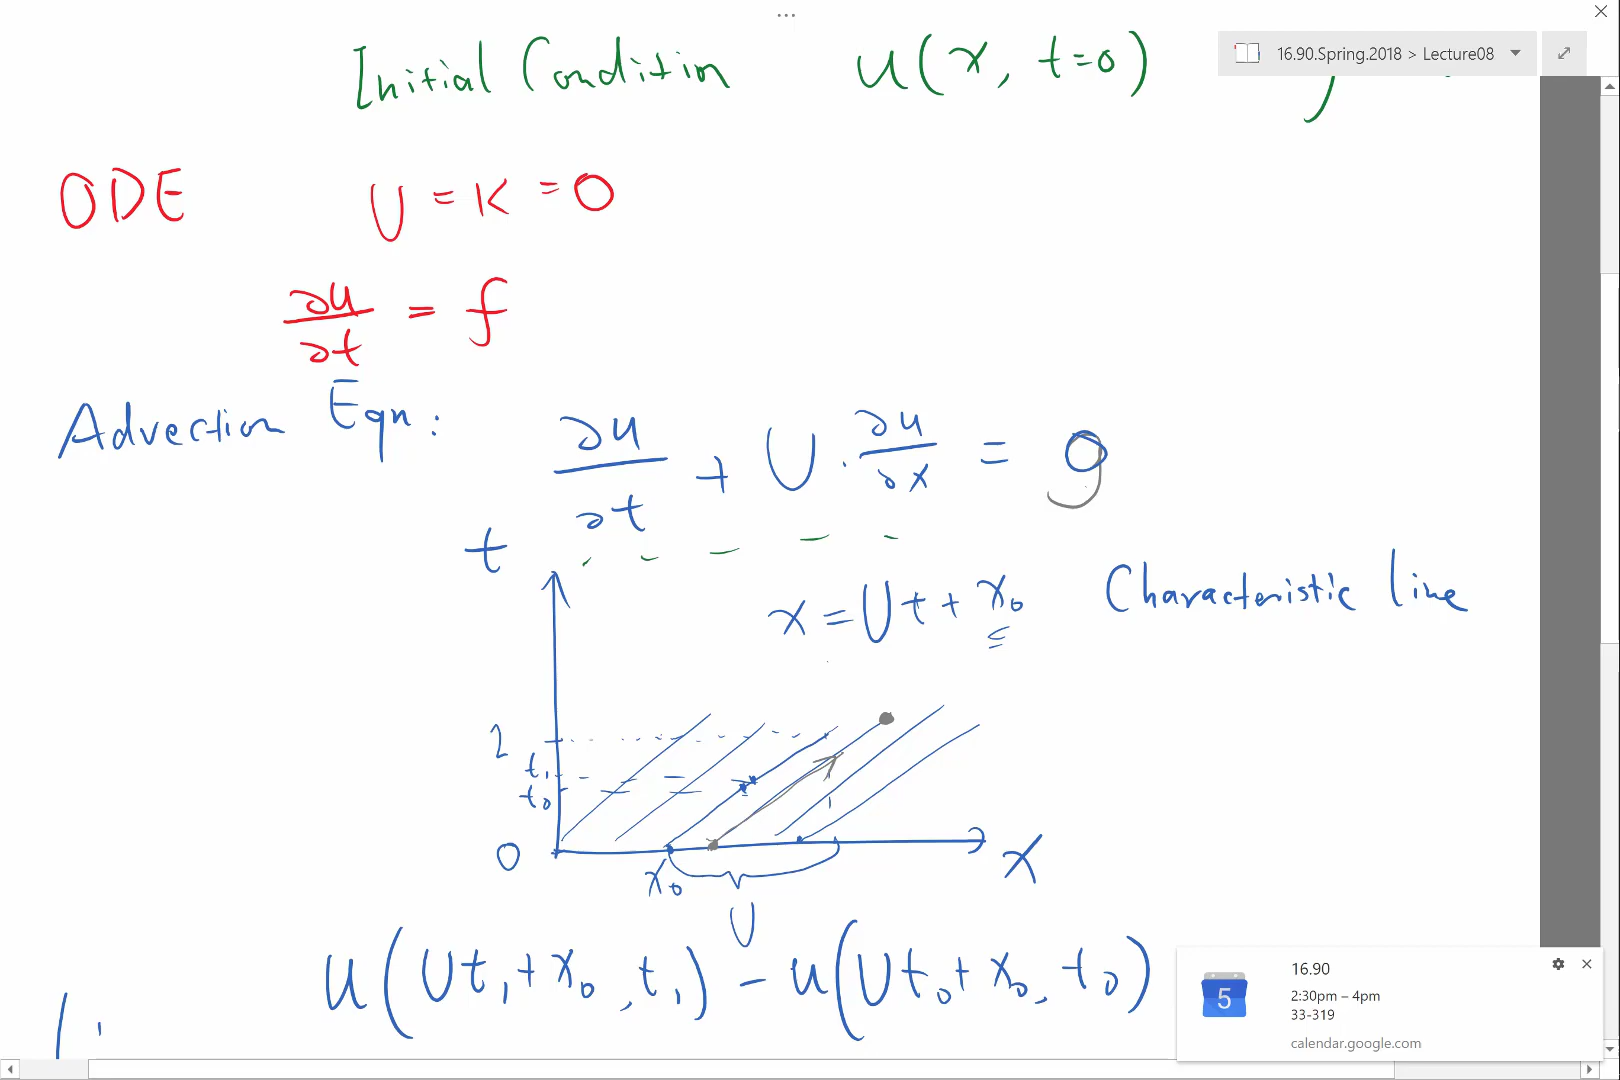 ...
16.90.Spring.2018 > Lecture08
Initial Condition u(x, t=0)
ODE U = K = 0
∂u/∂t = f
Advection Eqn: ∂u/∂t + U · ∂u/∂x = g
t
x = Ut + x₀ Characteristic line
2
t₁
t₀
0 x₀ x
U
u(Ut₁ + x₀, t₁) - u(Ut₀ + x₀, t₀)
5
16.90
2:30pm – 4pm
33-319
calendar.google.com